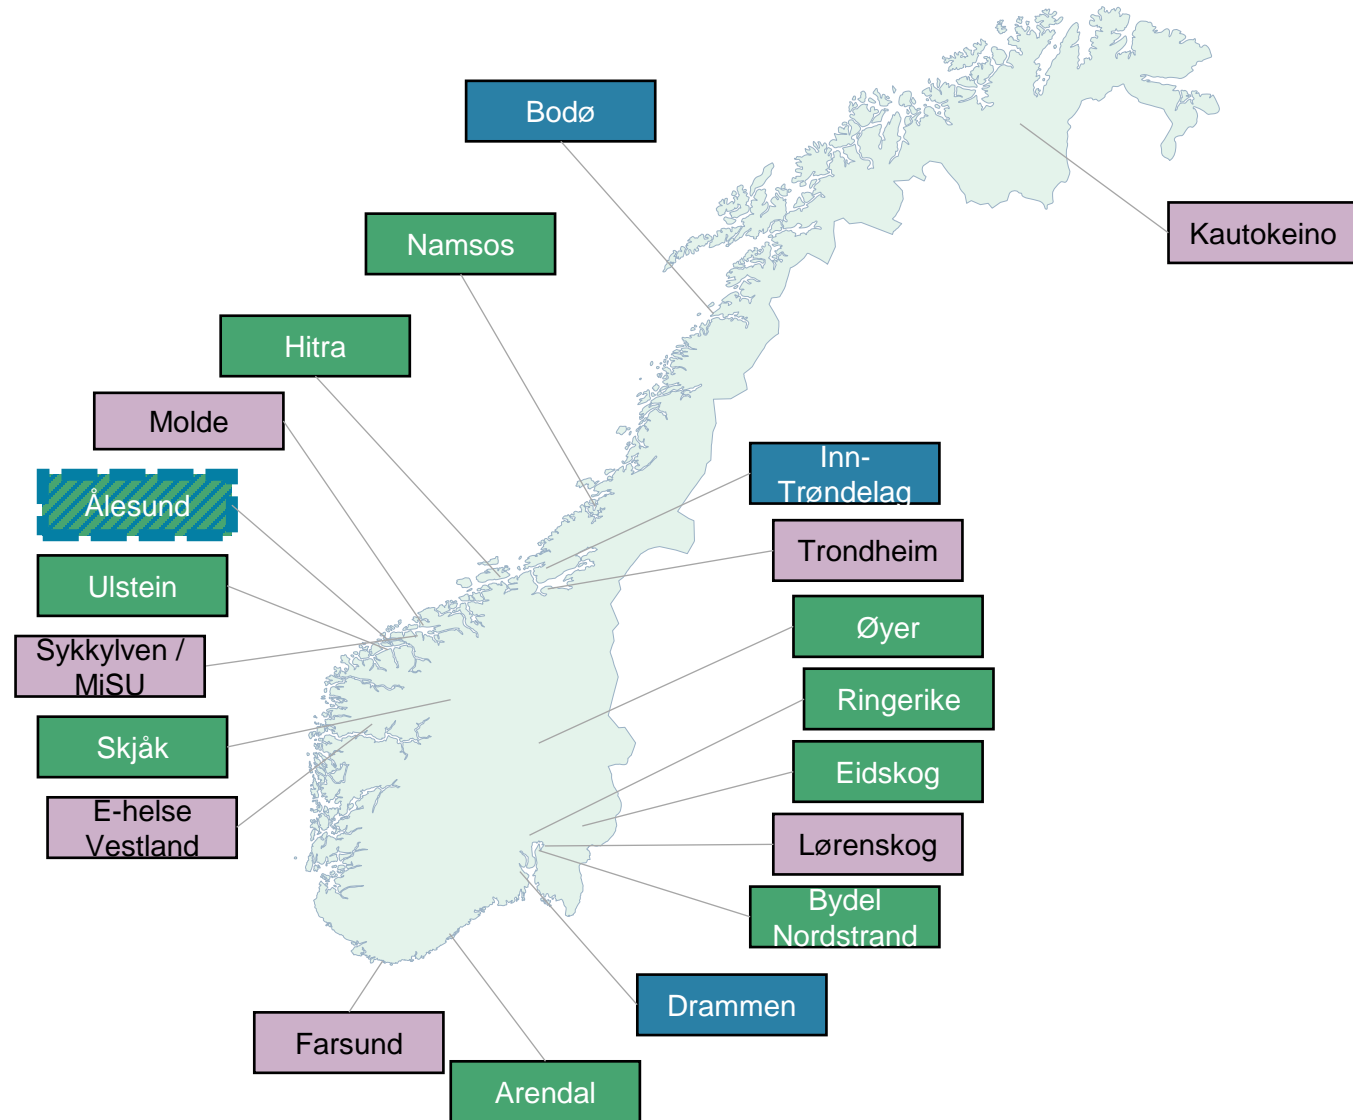 Bodø
Kautokeino
Namsos
Hitra
Molde
Inn-
Trøndelag
Ålesund
Trondheim
Ulstein
Øyer
Sykkylven /
MiSU
Ringerike
Skjåk
Eidskog
E-helse
Vestland
Lørenskog
Bydel
Nordstrand
Drammen
Farsund
Arendal